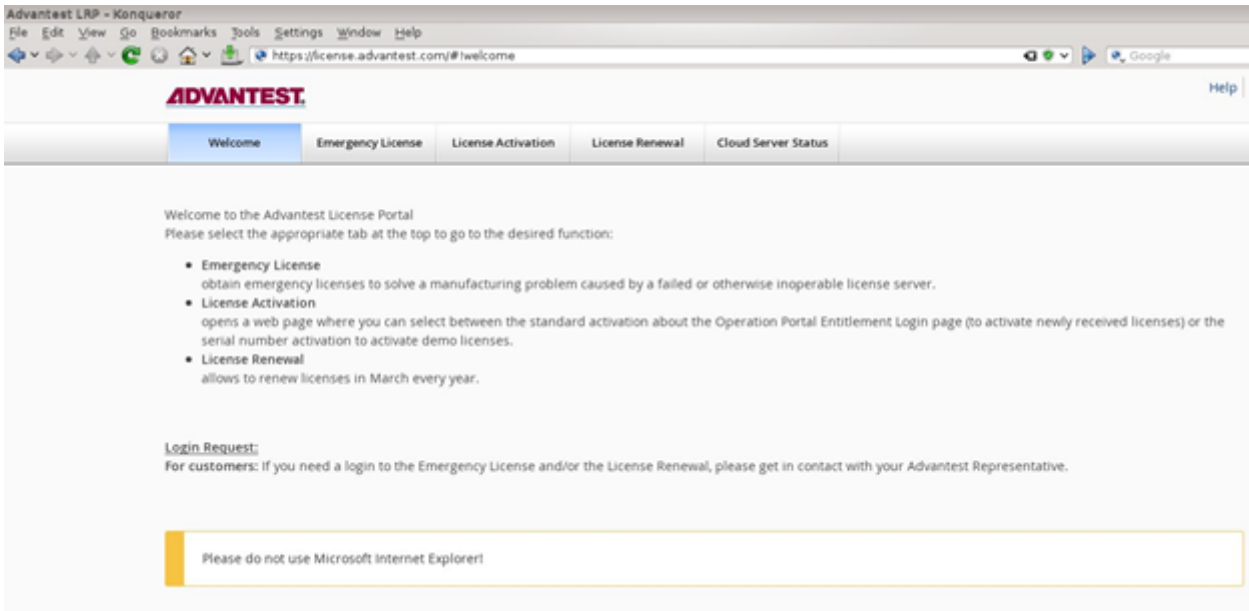 Advantest LRP - Konqueror
File Edit View Go Bookmarks Tools Settings Window Help
https://license.advantest.com/#!welcome
Google
ADVANTEST.
Help
Welcome
Emergency License
License Activation
License Renewal
Cloud Server Status
Welcome to the Advantest License Portal
Please select the appropriate tab at the top to go to the desired function:
• Emergency License
obtain emergency licenses to solve a manufacturing problem caused by a failed or otherwise inoperable license server.
• License Activation
opens a web page where you can select between the standard activation about the Operation Portal Entitlement Login page (to activate newly received licenses) or the
serial number activation to activate demo licenses.
• License Renewal
allows to renew licenses in March every year.
Login Request:
For customers: If you need a login to the Emergency License and/or the License Renewal, please get in contact with your Advantest Representative.
Please do not use Microsoft Internet Explorer!